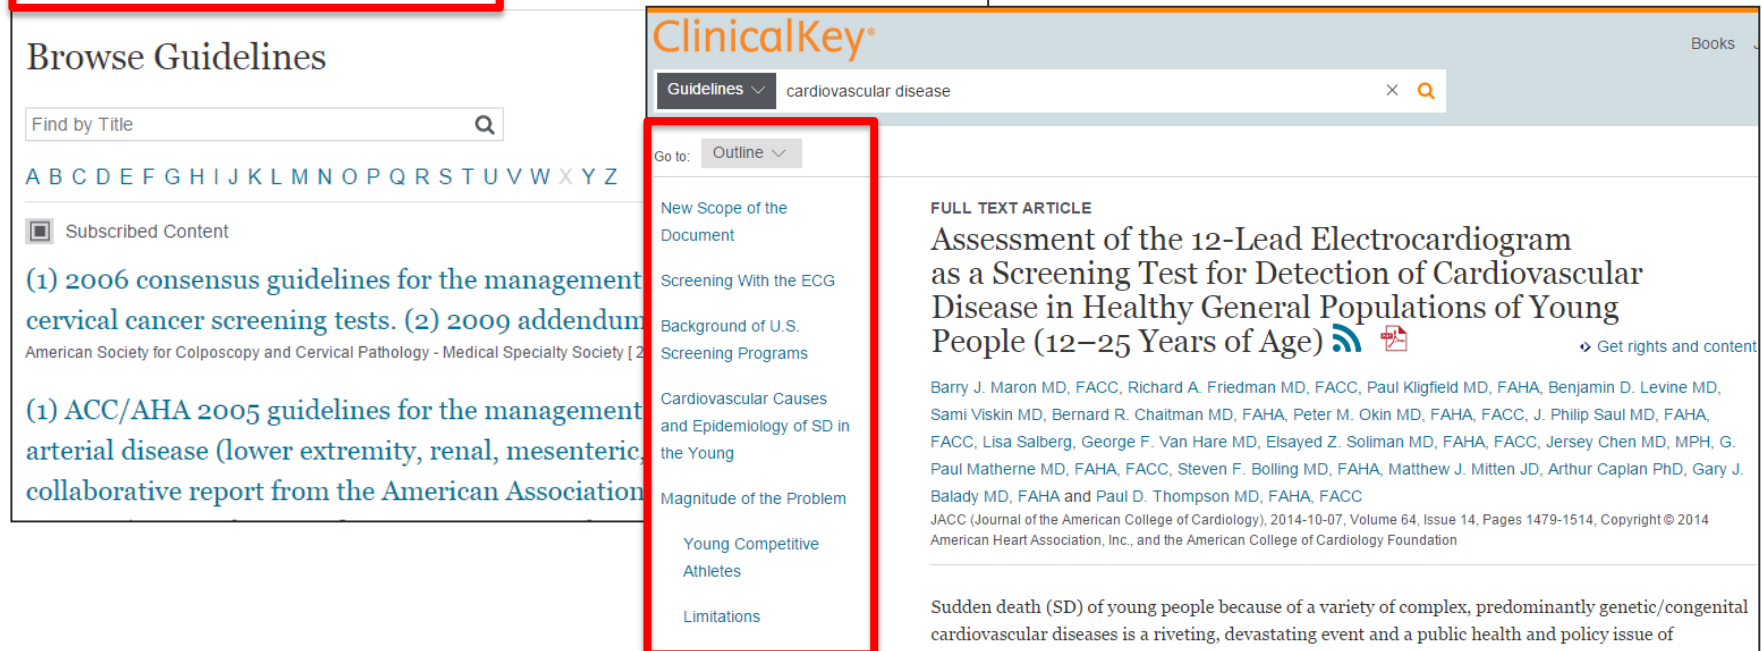 Browse Guidelines
Find by Title
A B C D E F G H I J K L M N O P Q R S T U V W X Y Z
Subscribed Content
(1) 2006 consensus guidelines for the management
cervical cancer screening tests. (2) 2009 addendum
American Society for Colposcopy and Cervical Pathology - Medical Specialty Society [ 2
(1) ACC/AHA 2005 guidelines for the management
arterial disease (lower extremity, renal, mesenteric,
collaborative report from the American Association
ClinicalKey®
Books
Guidelines
cardiovascular disease
Go to: Outline
New Scope of the
Document
Screening With the ECG
Background of U.S.
Screening Programs
Cardiovascular Causes
and Epidemiology of SD in
the Young
Magnitude of the Problem
Young Competitive
Athletes
Limitations
FULL TEXT ARTICLE
Assessment of the 12-Lead Electrocardiogram
as a Screening Test for Detection of Cardiovascular
Disease in Healthy General Populations of Young
People (12–25 Years of Age)
Get rights and content
Barry J. Maron MD, FACC, Richard A. Friedman MD, FACC, Paul Kligfield MD, FAHA, Benjamin D. Levine MD,
Sami Viskin MD, Bernard R. Chaitman MD, FAHA, Peter M. Okin MD, FAHA, FACC, J. Philip Saul MD, FAHA,
FACC, Lisa Salberg, George F. Van Hare MD, Elsayed Z. Soliman MD, FAHA, FACC, Jersey Chen MD, MPH, G.
Paul Matherne MD, FAHA, FACC, Steven F. Bolling MD, FAHA, Matthew J. Mitten JD, Arthur Caplan PhD, Gary J.
Balady MD, FAHA and Paul D. Thompson MD, FAHA, FACC
JACC (Journal of the American College of Cardiology), 2014-10-07, Volume 64, Issue 14, Pages 1479-1514, Copyright © 2014
American Heart Association, Inc., and the American College of Cardiology Foundation
Sudden death (SD) of young people because of a variety of complex, predominantly genetic/congenital
cardiovascular diseases is a riveting, devastating event and a public health and policy issue of